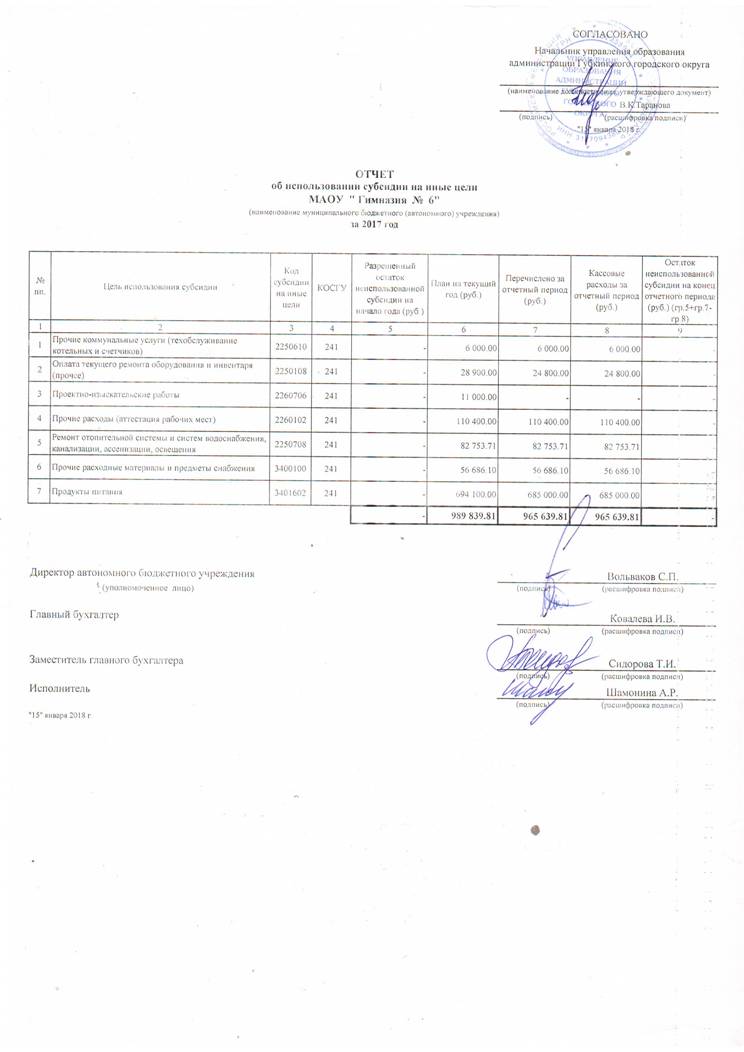 СОГЛАСОВАНО
Начальник управления образования
администрации Губкинского городского округа
(наименование должностного лица, утверждающего документ)
В.К.Таранова
(подпись) (расшифровка подписи)
"15" января 2018 г.
ОТЧЕТ
об использовании субсидии на иные цели
МАОУ " Гимназия № 6"
(наименование муниципального бюджетного (автономного) учреждения)
за 2017 год
№ пп. Цель использования субсидии Код субсидии на иные цели КОСГУ Разрешенный остаток неиспользованной субсидии на начало года (руб.) План на текущий год (руб.) Перечислено за отчетный период (руб.) Кассовые расходы за отчетный период (руб.) Остаток неиспользованной субсидии на конец отчетного периода (руб.) (гр.5+гр.7-гр.8)
1 2 3 4 5 6 7 8 9
1 Прочие коммунальные услуги (техобслуживание котельных и счетчиков) 2250610 241 - 6 000.00 6 000.00 6 000.00 -
2 Оплата текущего ремонта оборудования и инвентаря (прочее) 2250108 241 - 28 900.00 24 800.00 24 800.00 -
3 Проектно-изыскательские работы 2260706 241 - 11 000.00 - - -
4 Прочие расходы (аттестация рабочих мест) 2260102 241 - 110 400.00 110 400.00 110 400.00 -
5 Ремонт отопительной системы и систем водоснабжения, канализации, ассенизации, освещения 2250708 241 - 82 753.71 82 753.71 82 753.71 -
6 Прочие расходные материалы и предметы снабжения 3400100 241 - 56 686.10 56 686.10 56 686.10 -
7 Продукты питания 3401602 241 - 694 100.00 685 000.00 685 000.00 -
- 989 839.81 965 639.81 965 639.81 -
Директор автономного бюджетного учреждения Вольваков С.П.
(уполномоченное лицо) (подпись) (расшифровка подписи)
Главный бухгалтер Ковалева И.В.
(подпись) (расшифровка подписи)
Заместитель главного бухгалтера Сидорова Т.И.
(подпись) (расшифровка подписи)
Исполнитель Шамонина А.Р.
(подпись) (расшифровка подписи)
"15" января 2018 г